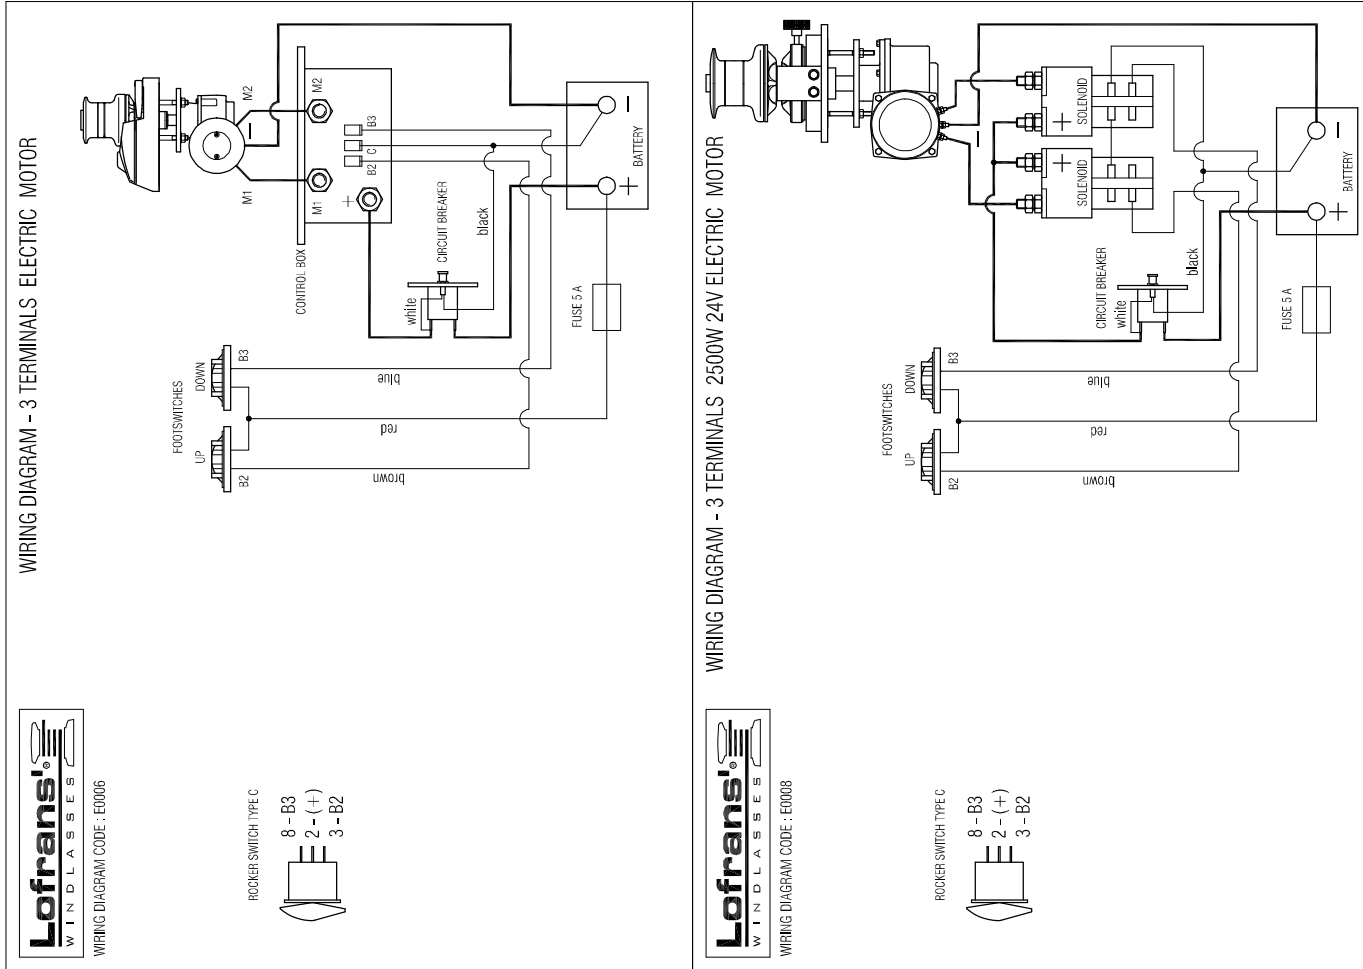 WIRING DIAGRAM - 3 TERMINALS ELECTRIC MOTOR
M2
M1
M2
M1
B3
C
B2
+
−
CONTROL BOX
CIRCUIT BREAKER
white
black
BATTERY
−
+
FUSE 5 A
FOOTSWITCHES
DOWN
B3
UP
B2
blue
red
brown
Lofrans'®
WINDLASSES
WIRING DIAGRAM CODE : E0006
ROCKER SWITCH TYPE C
8 - B3
2 - (+)
3 - B2
WIRING DIAGRAM - 3 TERMINALS 2500W 24V ELECTRIC MOTOR
−
SOLENOID
+
SOLENOID
+
CIRCUIT BREAKER
white
black
BATTERY
−
+
FUSE 5 A
FOOTSWITCHES
DOWN
B3
UP
B2
blue
red
brown
Lofrans'®
WINDLASSES
WIRING DIAGRAM CODE : E0008
ROCKER SWITCH TYPE C
8 - B3
2 - (+)
3 - B2